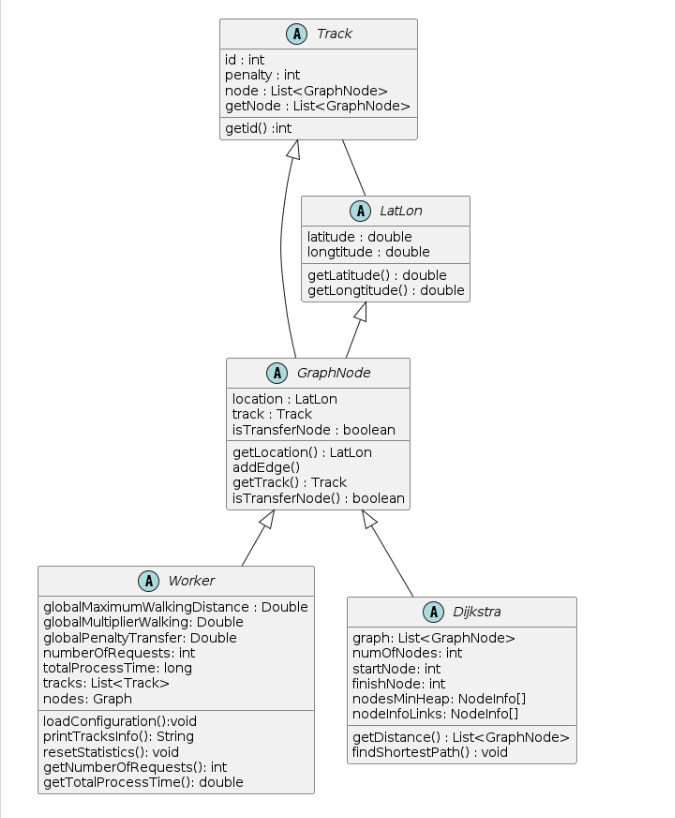 A Track
id : int
penalty : int
node : List<GraphNode>
getNode : List<GraphNode>
getid() :int
A LatLon
latitude : double
longtitude : double
getLatitude() : double
getLongtitude() : double
A GraphNode
location : LatLon
track : Track
isTransferNode : boolean
getLocation() : LatLon
addEdge()
getTrack() : Track
isTransferNode() : boolean
A Worker
globalMaximumWalkingDistance : Double
globalMultiplierWalking: Double
globalPenaltyTransfer: Double
numberOfRequests: int
totalProcessTime: long
tracks: List<Track>
nodes: Graph
loadConfiguration():void
printTracksInfo(): String
resetStatistics(): void
getNumberOfRequests(): int
getTotalProcessTime(): double
A Dijkstra
graph: List<GraphNode>
numOfNodes: int
startNode: int
finishNode: int
nodesMinHeap: NodeInfo[]
nodeInfoLinks: NodeInfo[]
getDistance() : List<GraphNode>
findShortestPath() : void